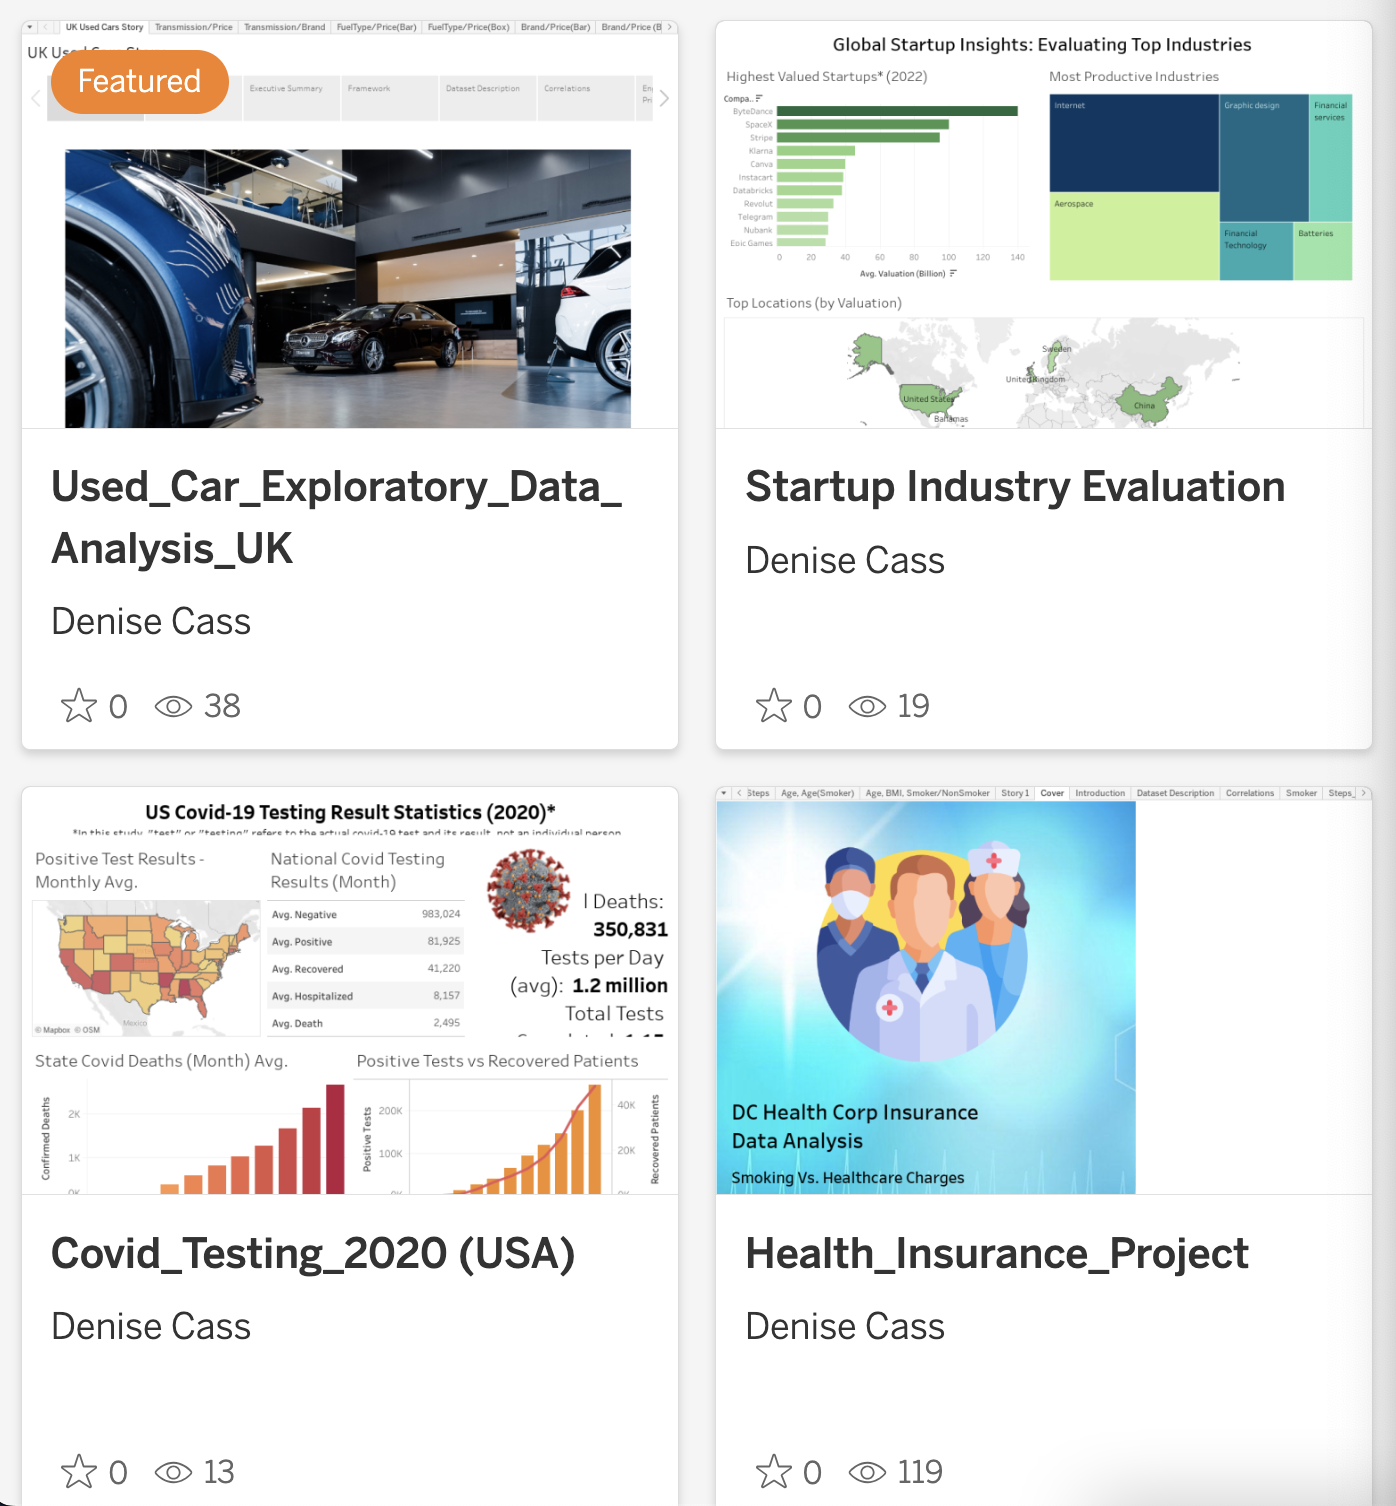 UK Used Cars Story
Transmission/Price
Transmission/Brand
FuelType/Price(Bar)
FuelType/Price(Box)
Brand/Price(Bar)
Brand/Price (B
Featured
Executive Summary
Framework
Dataset Description
Correlations
Used_Car_Exploratory_Data_
Analysis_UK
Denise Cass
0 38
Global Startup Insights: Evaluating Top Industries
Highest Valued Startups* (2022)
Compa..
ByteDance
SpaceX
Stripe
Klarna
Canva
Instacart
Databricks
Revolut
Telegram
Nubank
Epic Games
0 20 40 60 80 100 120 140
Avg. Valuation (Billion)
Most Productive Industries
Internet
Graphic design
Financial
services
Aerospace
Financial
Technology
Batteries
Top Locations (by Valuation)
Sweden
United Kingdom
United States
China
Bahamas
Startup Industry Evaluation
Denise Cass
0 19
US Covid-19 Testing Result Statistics (2020)*
*In this study, "test" or "testing" refers to the actual covid-19 test and its result, not an individual person
Positive Test Results -
Monthly Avg.
© Mapbox © OSM
Mexico
National Covid Testing
Results (Month)
Avg. Negative 983,024
Avg. Positive 81,925
Avg. Recovered 41,220
Avg. Hospitalized 8,157
Avg. Death 2,495
l Deaths:
350,831
Tests per Day
(avg): 1.2 million
Total Tests
State Covid Deaths (Month) Avg.
Confirmed Deaths
2K
1K
0K
Positive Tests vs Recovered Patients
Positive Tests
200K
100K
0K
40K
20K
0K
Recovered Patients
Covid_Testing_2020 (USA)
Denise Cass
0 13
Steps
Age, Age(Smoker)
Age, BMI, Smoker/NonSmoker
Story 1
Cover
Introduction
Dataset Description
Correlations
Smoker
Steps_
DC Health Corp Insurance
Data Analysis
Smoking Vs. Healthcare Charges
Health_Insurance_Project
Denise Cass
0 119